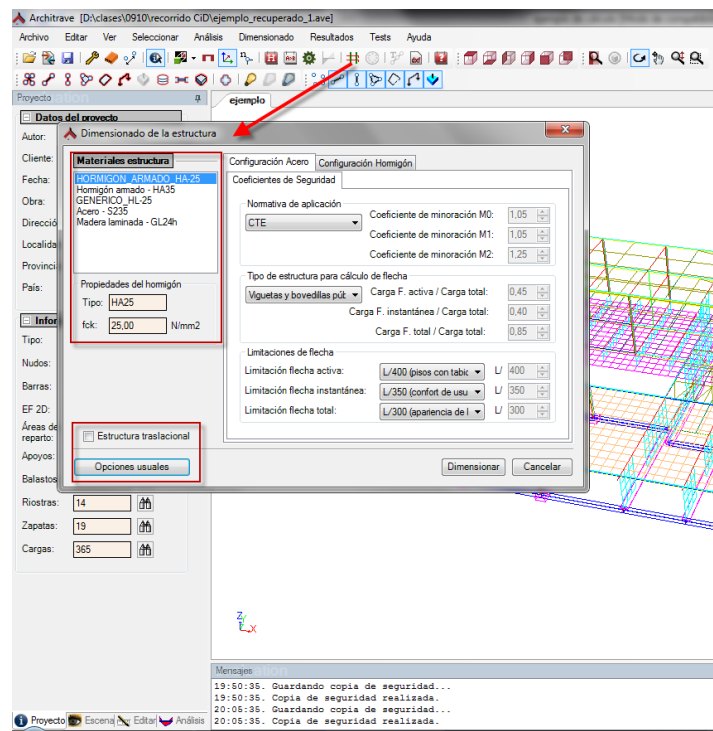 Architrave [D:\clases\0910\recorrido CiD\ejemplo_recuperado_1.ave]
Archivo Editar Ver Seleccionar Análisis Dimensionado Resultados Tests Ayuda
Proyecto
ejemplo
Datos del proyecto
Autor:
Cliente:
Fecha:
Obra:
Direcció
Localida
Provinci
País:
Infor
Tipo:
Nudos:
Barras:
EF 2D:
Áreas de
reparto:
Apoyos:
Balastos
Riostras: 14
Zapatas: 19
Cargas: 365
Dimensionado de la estructura
Materiales estructura
HORMIGON_ARMADO_HA-25
Hormigón armado - HA35
GENERICO_HL-25
Acero - S235
Madera laminada - GL24h
Propiedades del hormigón
Tipo: HA25
fck: 25,00 N/mm2
Estructura traslacional
Opciones usuales
Configuración Acero Configuración Hormigón
Coeficientes de Seguridad
Normativa de aplicación
CTE
Coeficiente de minoración M0: 1,05
Coeficiente de minoración M1: 1,05
Coeficiente de minoración M2: 1,25
Tipo de estructura para cálculo de flecha
Viguetas y bovedillas púb
Carga F. activa / Carga total: 0,45
Carga F. instantánea / Carga total: 0,40
Carga F. total / Carga total: 0,85
Limitaciones de flecha
Limitación flecha activa: L/400 (pisos con tabic L/ 400
Limitación flecha instantánea: L/350 (confort de usu L/ 350
Limitación flecha total: L/300 (apariencia de l L/ 300
Dimensionar Cancelar
Z
X
Mensajes
19:50:35. Guardando copia de seguridad...
19:50:35. Copia de seguridad realizada.
20:05:35. Guardando copia de seguridad...
20:05:35. Copia de seguridad realizada.
Proyecto Escena Editar Análisis